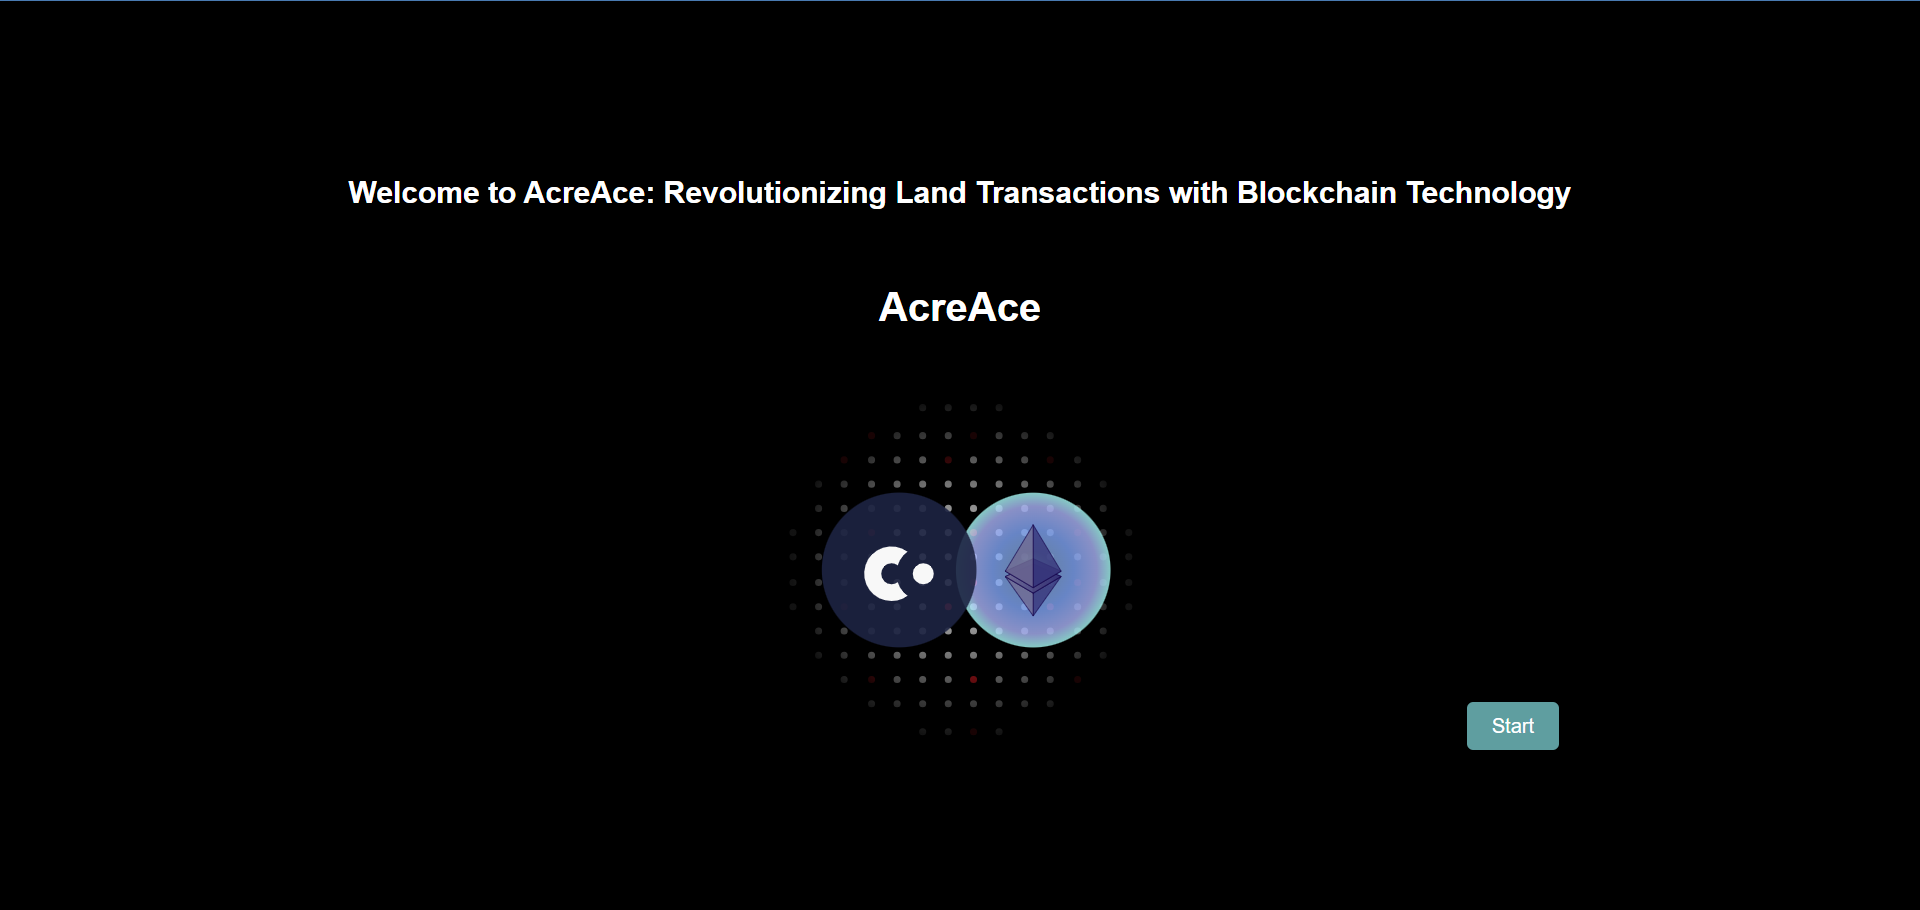 Welcome to AcreAce: Revolutionizing Land Transactions with Blockchain Technology
AcreAce
Start